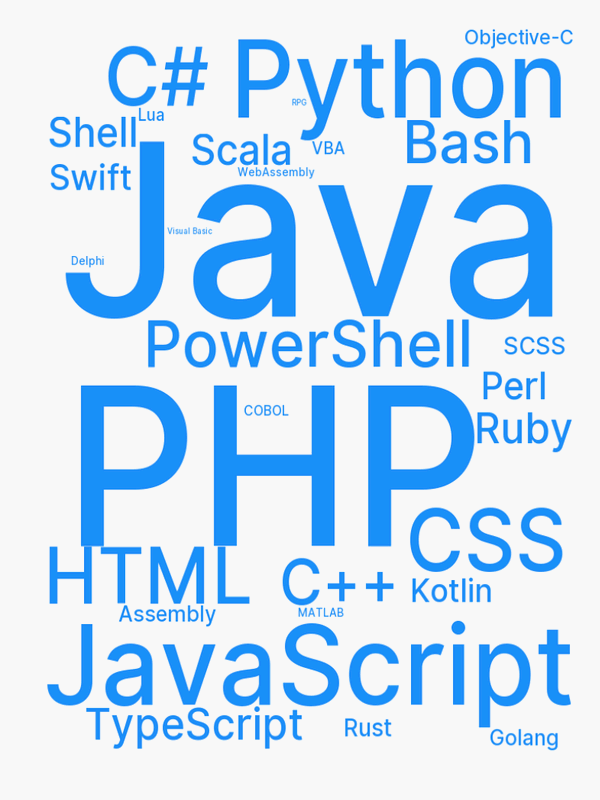 Objective-C
C#
Python
RPG
Lua
Shell
Scala
VBA
Bash
WebAssembly
Swift
Java
Visual Basic
Delphi
PowerShell
SCSS
Perl
PHP
COBOL
Ruby
CSS
HTML
C++
Kotlin
Assembly
MATLAB
JavaScript
TypeScript
Rust
Golang